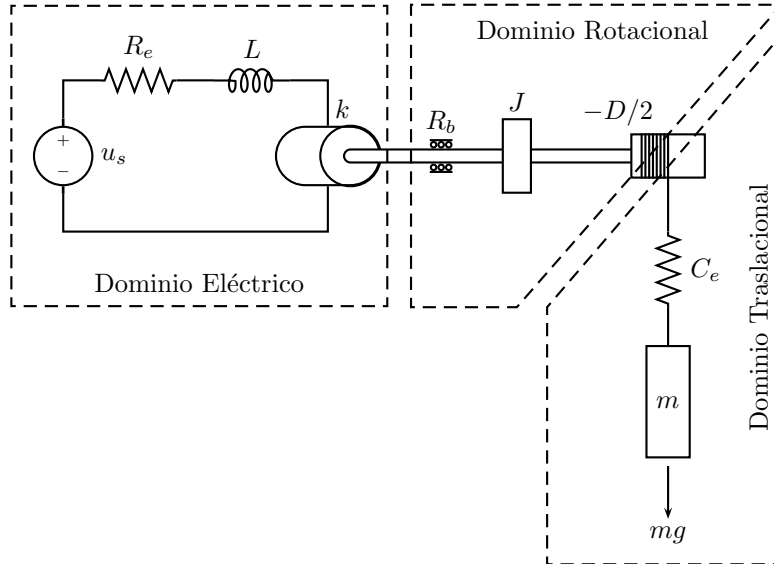 Dominio Rotacional
R_e
L
k
R_b
J
−D/2
+
u_s
−
Dominio Eléctrico
C_e
Dominio Traslacional
m
mg